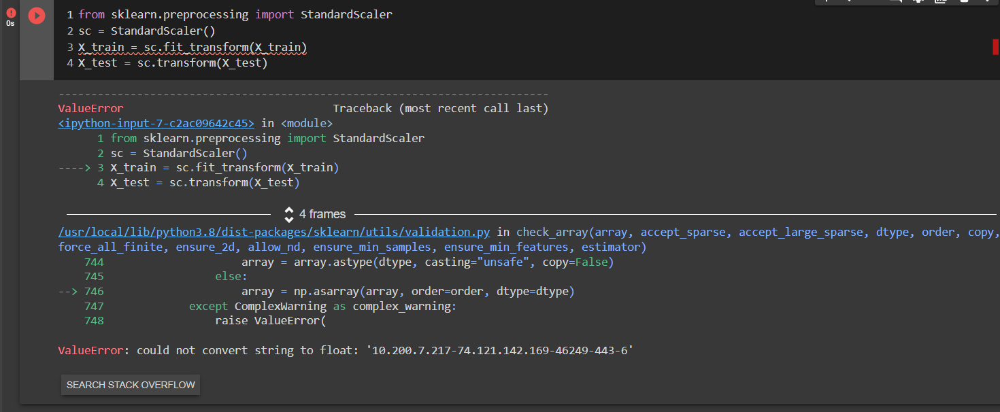 0s
1 from sklearn.preprocessing import StandardScaler
2 sc = StandardScaler()
3 X_train = sc.fit_transform(X_train)
4 X_test = sc.transform(X_test)
---------------------------------------------------------------------------
ValueError                                Traceback (most recent call last)
<ipython-input-7-c2ac09642c45> in <module>
      1 from sklearn.preprocessing import StandardScaler
      2 sc = StandardScaler()
----> 3 X_train = sc.fit_transform(X_train)
      4 X_test = sc.transform(X_test)
4 frames
/usr/local/lib/python3.8/dist-packages/sklearn/utils/validation.py in check_array(array, accept_sparse, accept_large_sparse, dtype, order, copy,
force_all_finite, ensure_2d, allow_nd, ensure_min_samples, ensure_min_features, estimator)
    744                     array = array.astype(dtype, casting="unsafe", copy=False)
    745                 else:
--> 746                     array = np.asarray(array, order=order, dtype=dtype)
    747             except ComplexWarning as complex_warning:
    748                 raise ValueError(
ValueError: could not convert string to float: '10.200.7.217-74.121.142.169-46249-443-6'
SEARCH STACK OVERFLOW